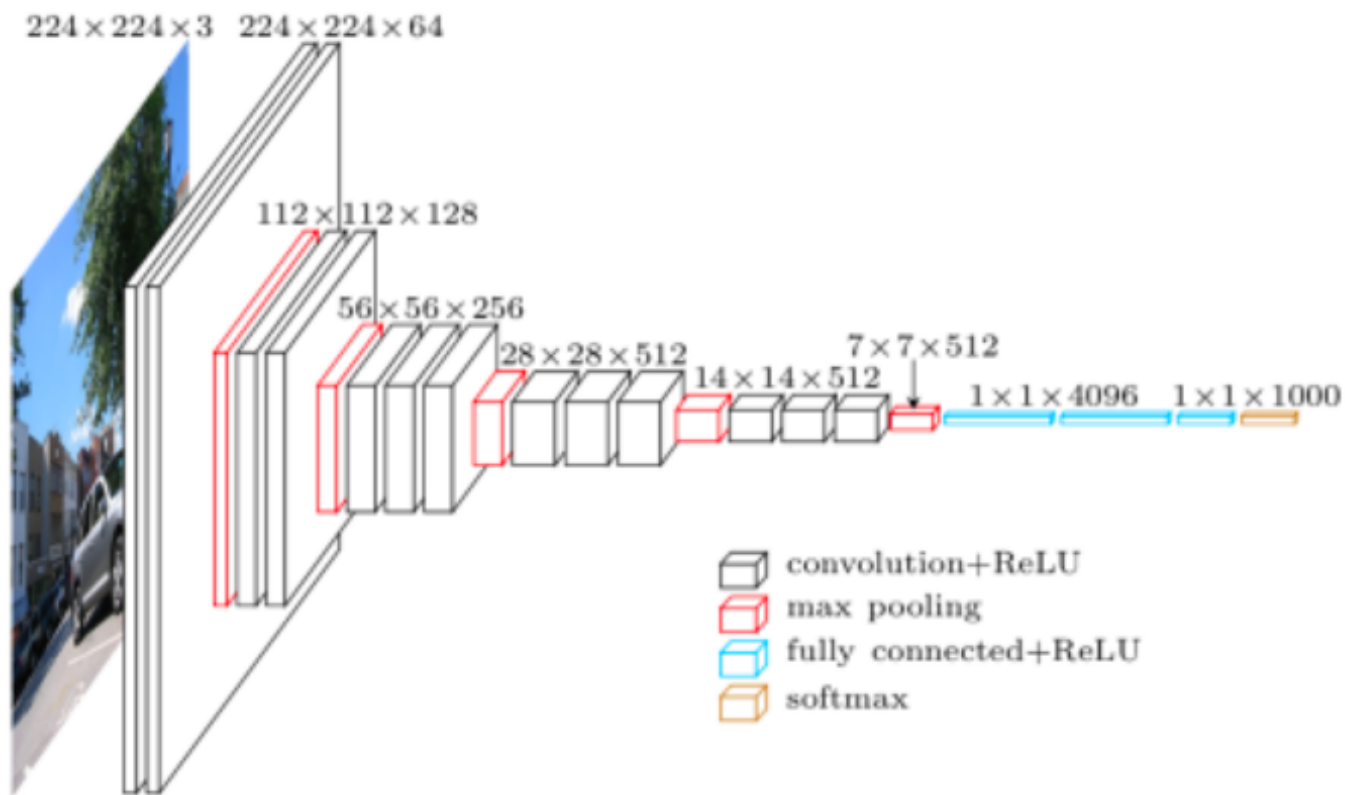 224×224×3
224×224×64
112×112×128
56×56×256
28×28×512
14×14×512
7×7×512
1×1×4096
1×1×1000
convolution+ReLU
max pooling
fully connected+ReLU
softmax